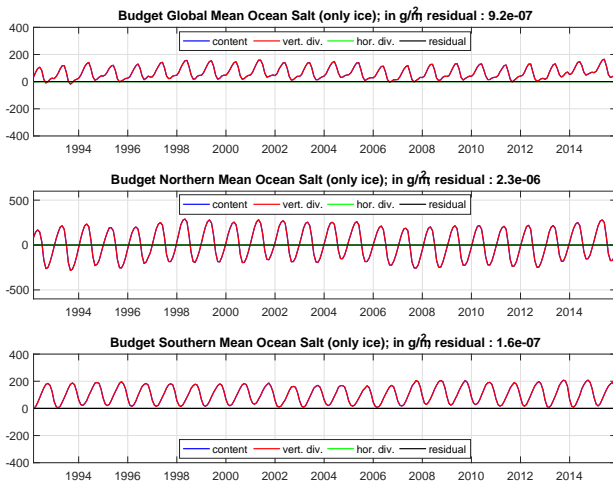 Budget Global Mean Ocean Salt (only ice); in g/m²; residual : 9.2e-07
400
content vert. div. hor. div. residual
200
0
-200
-400
1994 1996 1998 2000 2002 2004 2006 2008 2010 2012 2014
Budget Northern Mean Ocean Salt (only ice); in g/m²; residual : 2.3e-06
500
content vert. div. hor. div. residual
0
-500
1994 1996 1998 2000 2002 2004 2006 2008 2010 2012 2014
Budget Southern Mean Ocean Salt (only ice); in g/m²; residual : 1.6e-07
400
200
0
-200
content vert. div. hor. div. residual
-400
1994 1996 1998 2000 2002 2004 2006 2008 2010 2012 2014